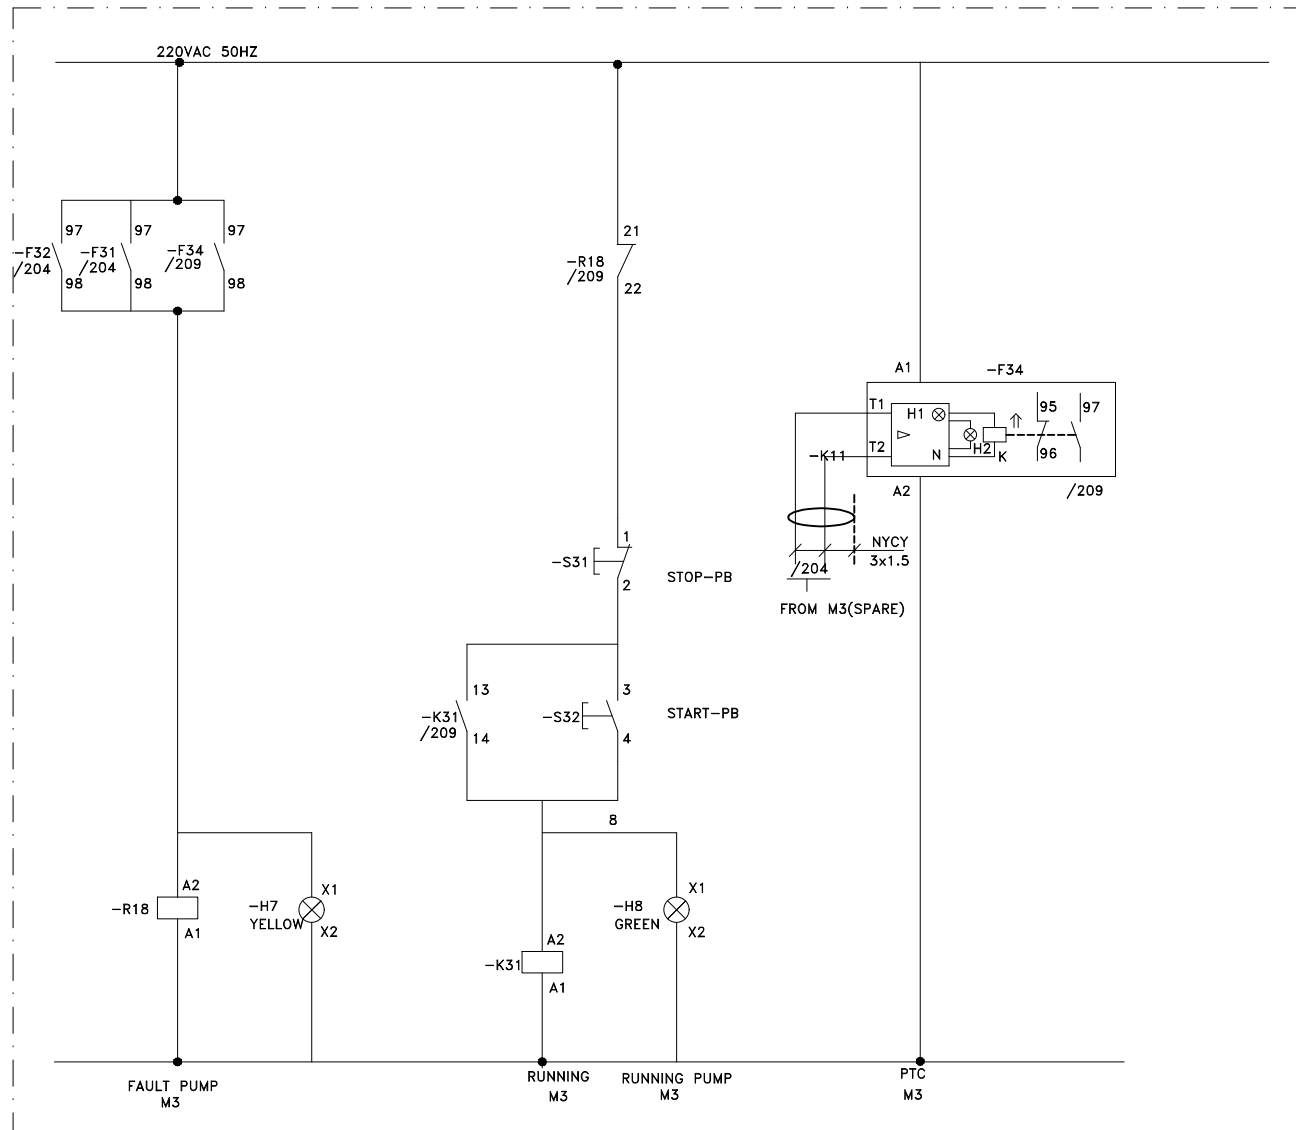 220VAC 50HZ
97
97
97
-F32
/204
-F31
/204
-F34
/209
98
98
98
21
-R18
/209
22
A1
-F34
T1
H1
95
97
T2
-K11
N
H2
K
96
A2
/209
1
-S31
2
STOP-PB
NYCY
3x1.5
/204
FROM M3(SPARE)
13
3
-K31
/209
-S32
START-PB
14
4
8
A2
X1
X1
-R18
-H7
YELLOW
-H8
GREEN
A1
X2
X2
A2
-K31
A1
FAULT PUMP
M3
RUNNING
M3
RUNNING PUMP
M3
PTC
M3